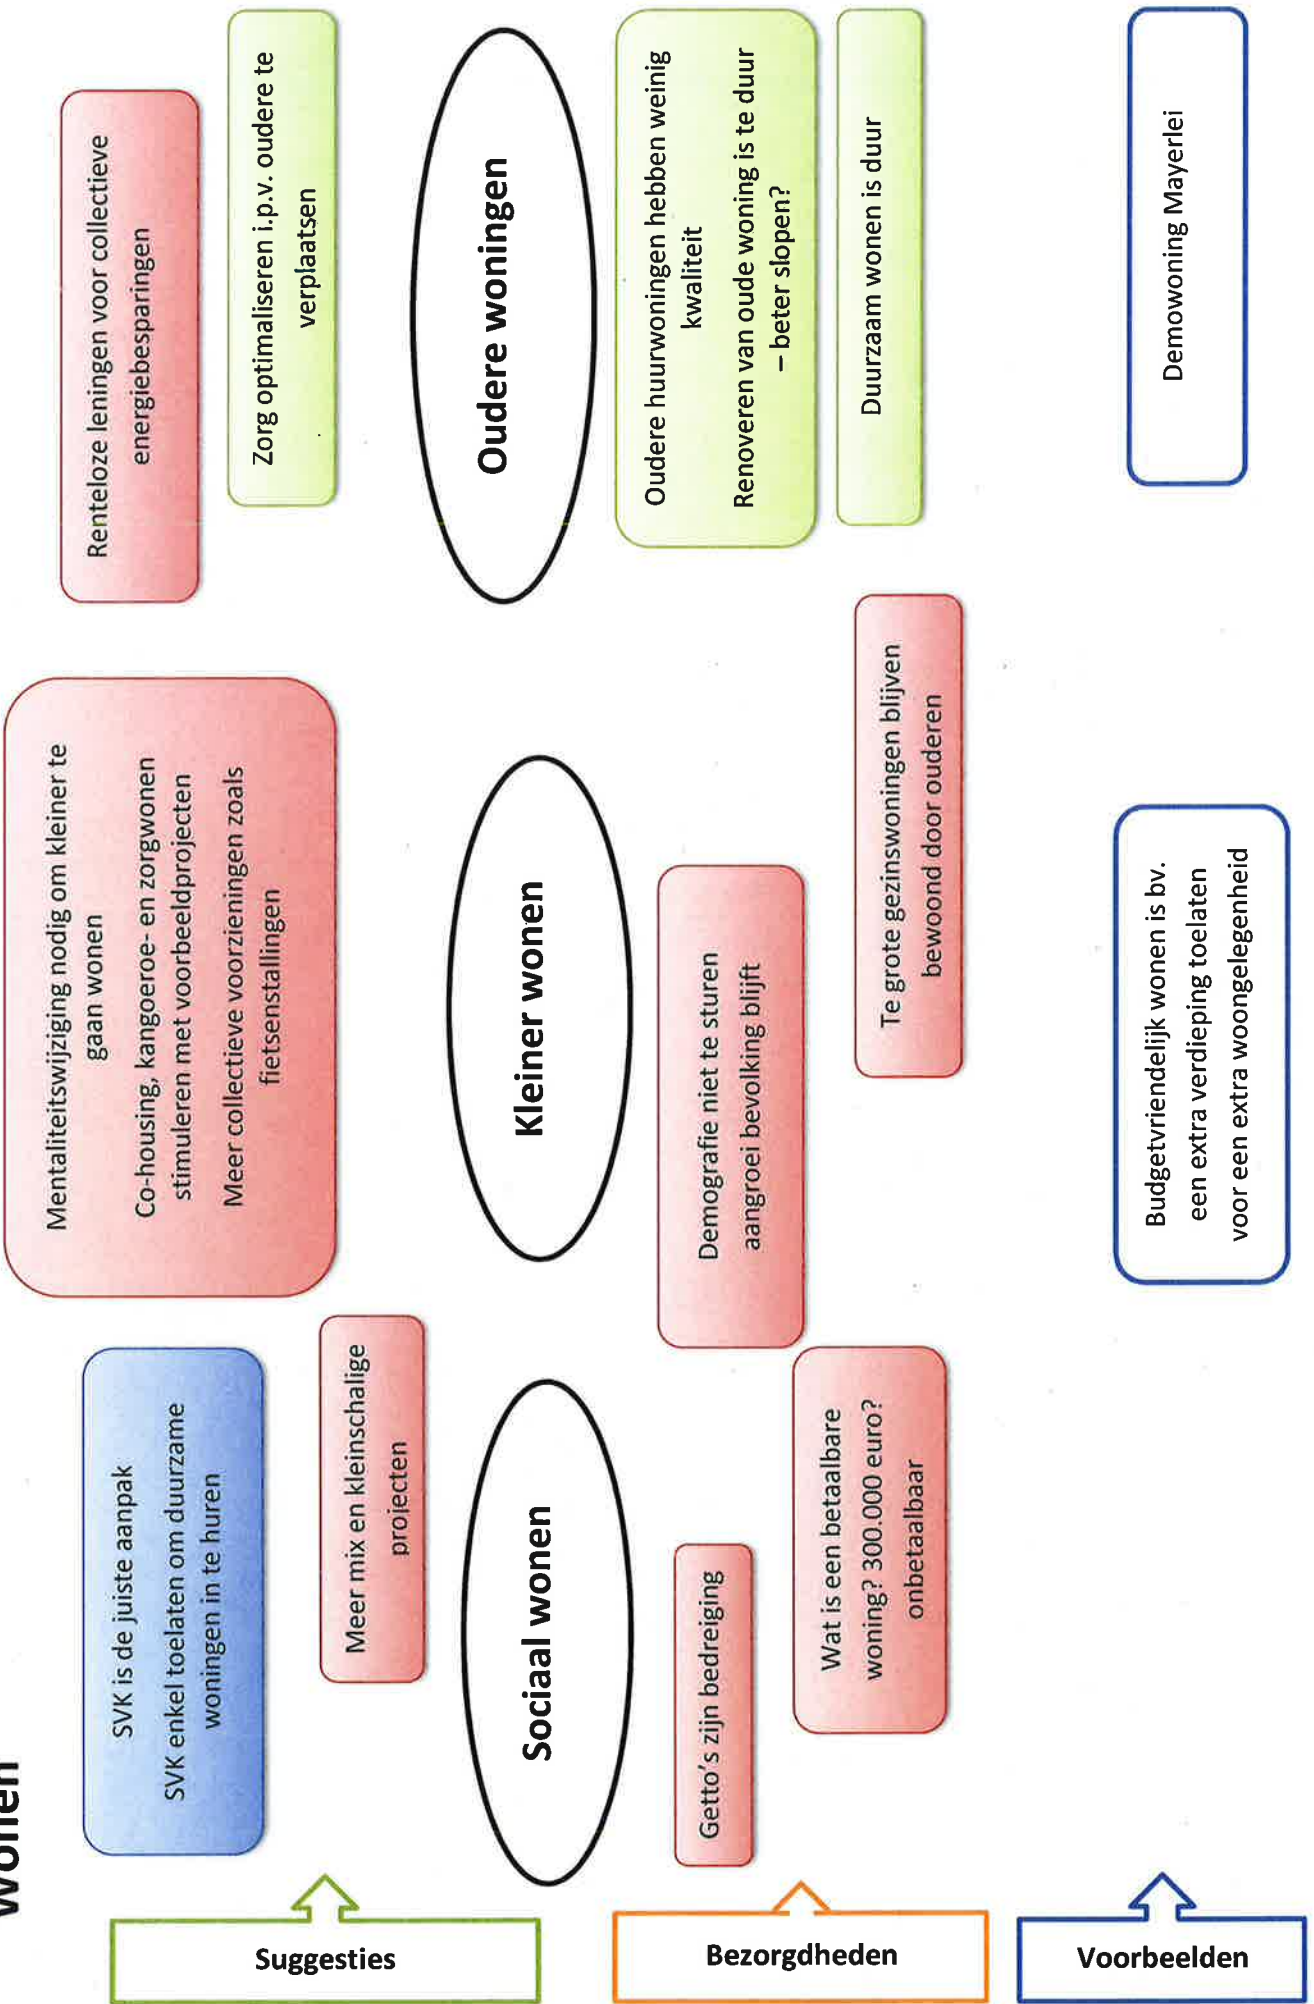 wonen
Suggesties
SVK is de juiste aanpak
SVK enkel toelaten om duurzame
woningen in te huren
Meer mix en kleinschalige
projecten
Mentaliteitswijziging nodig om kleiner te
gaan wonen
Co-housing, kangoeroe- en zorgwonen
stimuleren met voorbeeldprojecten
Meer collectieve voorzieningen zoals
fietsenstallingen
Renteloze leningen voor collectieve
energiebesparingen
Zorg optimaliseren i.p.v. oudere te
verplaatsen
Sociaal wonen
Kleiner wonen
Oudere woningen
Bezorgdheden
Getto's zijn bedreiging
Wat is een betaalbare
woning? 300.000 euro?
onbetaalbaar
Demografie niet te sturen
aangroei bevolking blijft
Te grote gezinswoningen blijven
bewoond door ouderen
Oudere huurwoningen hebben weinig
kwaliteit
Renoveren van oude woning is te duur
– beter slopen?
Duurzaam wonen is duur
Voorbeelden
Budgetvriendelijk wonen is bv.
een extra verdieping toelaten
voor een extra woongelegenheid
Demowoning Mayerlei